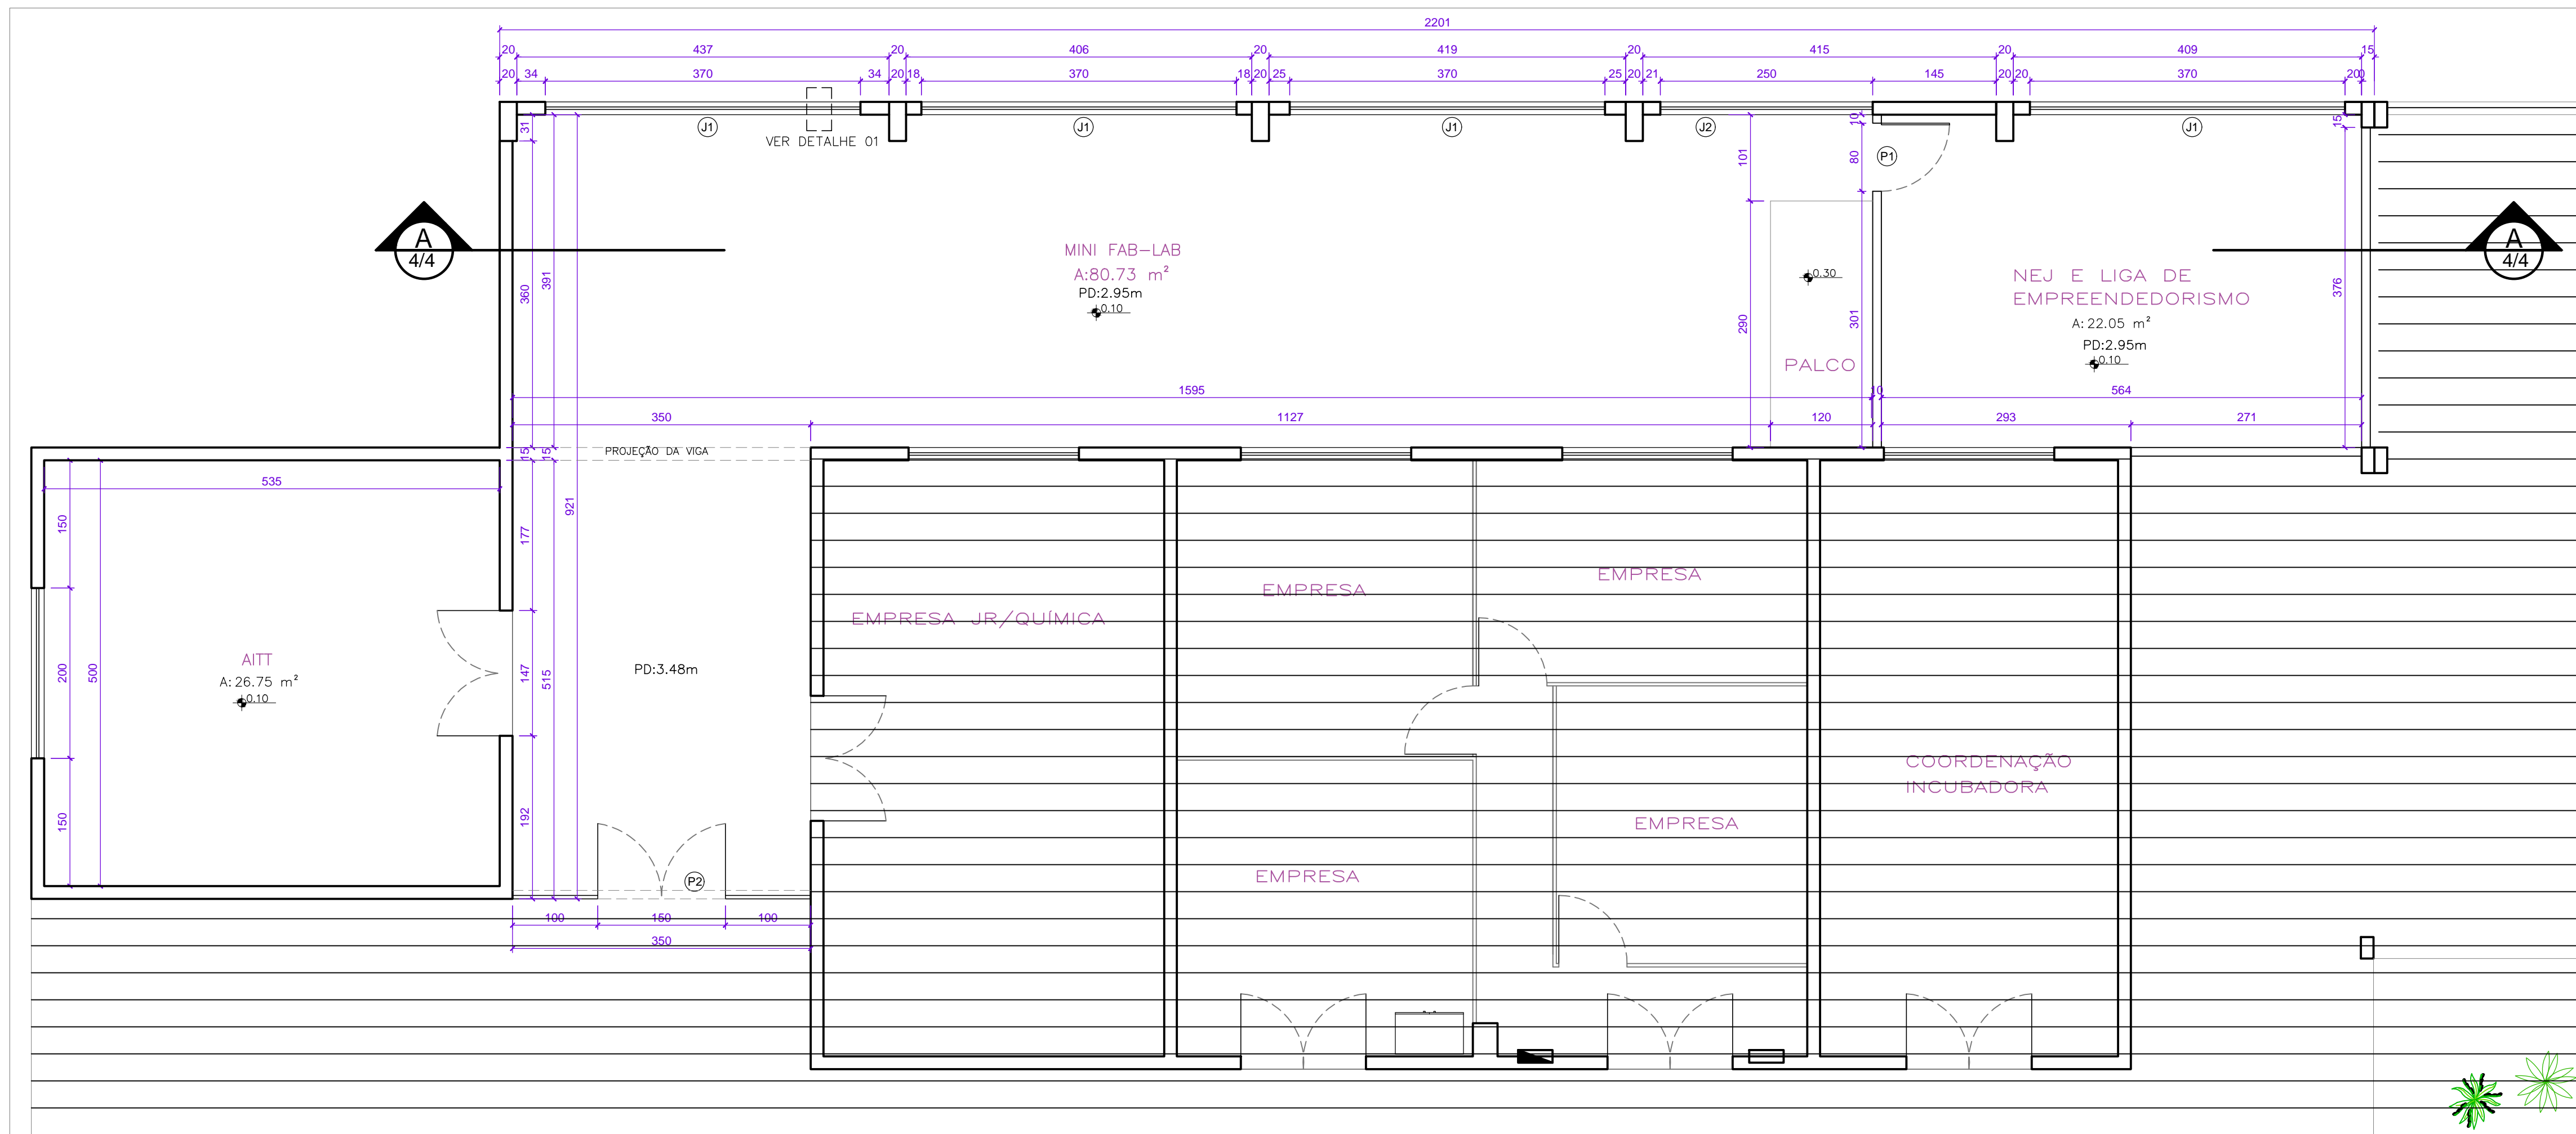 2201
20 437 20 406 20 419 20 415 20 409 15
20 34 370 34 20 18 370 18 20 25 370 25 20 21 250 145 20 20 370 20
J1 J1 J1 J2 J1
VER DETALHE 01
31
10
15
101
80
P1
A
4/4
A
4/4
MINI FAB-LAB
A:80.73 m²
PD:2.95m
0.10
0.30
NEJ E LIGA DE
EMPREENDEDORISMO
A: 22.05 m²
PD:2.95m
0.10
360
391
290
301
376
PALCO
1595 10 564
350 1127 120 293 271
PROJEÇÃO DA VIGA
15 15
535
921
150
177
EMPRESA
EMPRESA
EMPRESA JR/QUÍMICA
AITT
A: 26.75 m²
0.10
200
500
147
515
PD:3.48m
COORDENAÇÃO
INCUBADORA
150
192
EMPRESA
EMPRESA
P2
100 150 100
350